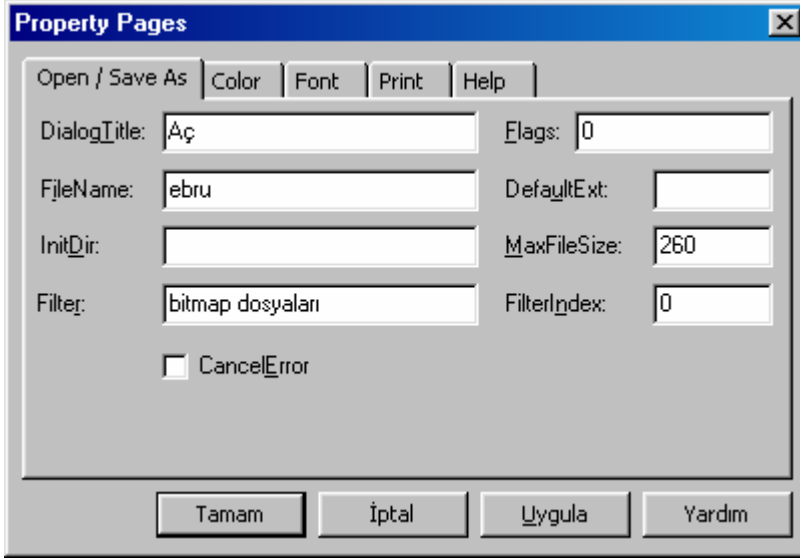 Property Pages
Open / Save As Color Font Print Help
DialogTitle: Aç Flags: 0
FileName: ebru DefaultExt:
InitDir: MaxFileSize: 260
Filter: bitmap dosyaları FilterIndex: 0
CancelError
Tamam İptal Uygula Yardım